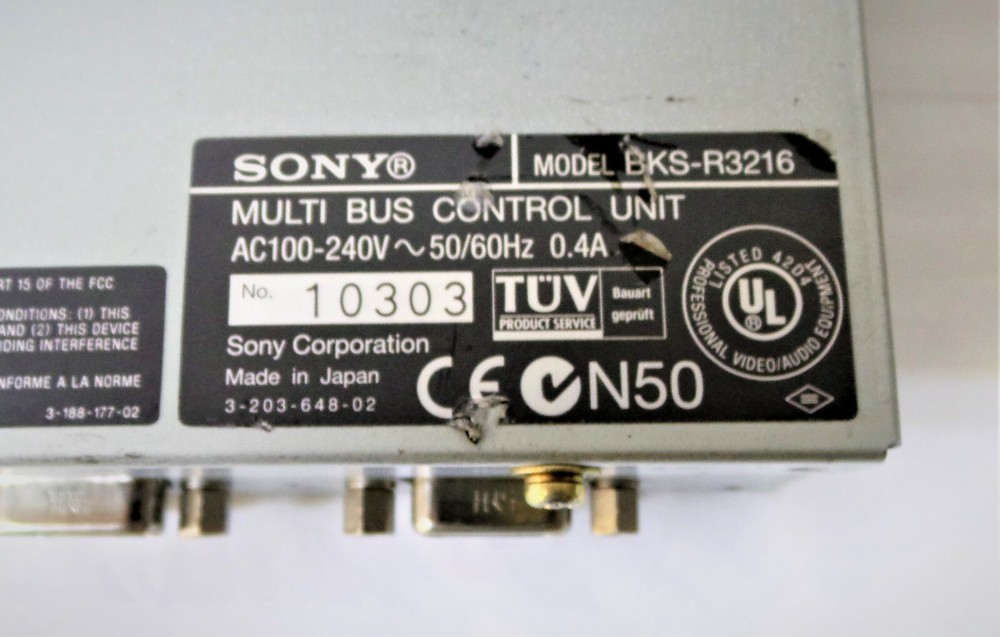 SONY®
MODEL BKS-R3216
MULTI BUS CONTROL UNIT
AC100-240V ~ 50/60Hz 0.4A
No. 10303
TÜV
PRODUCT SERVICE
Bauart
geprüft
LISTED 4204
UL®
PROFESSIONAL VIDEO/AUDIO EQUIPMENT
Sony Corporation
Made in Japan
3-203-648-02
CE N50
RT 15 OF THE FCC
ONDITIONS: (1) THIS
AND (2) THIS DEVICE
DING INTERFERENCE
NFORME A LA NORME
3-188-177-02